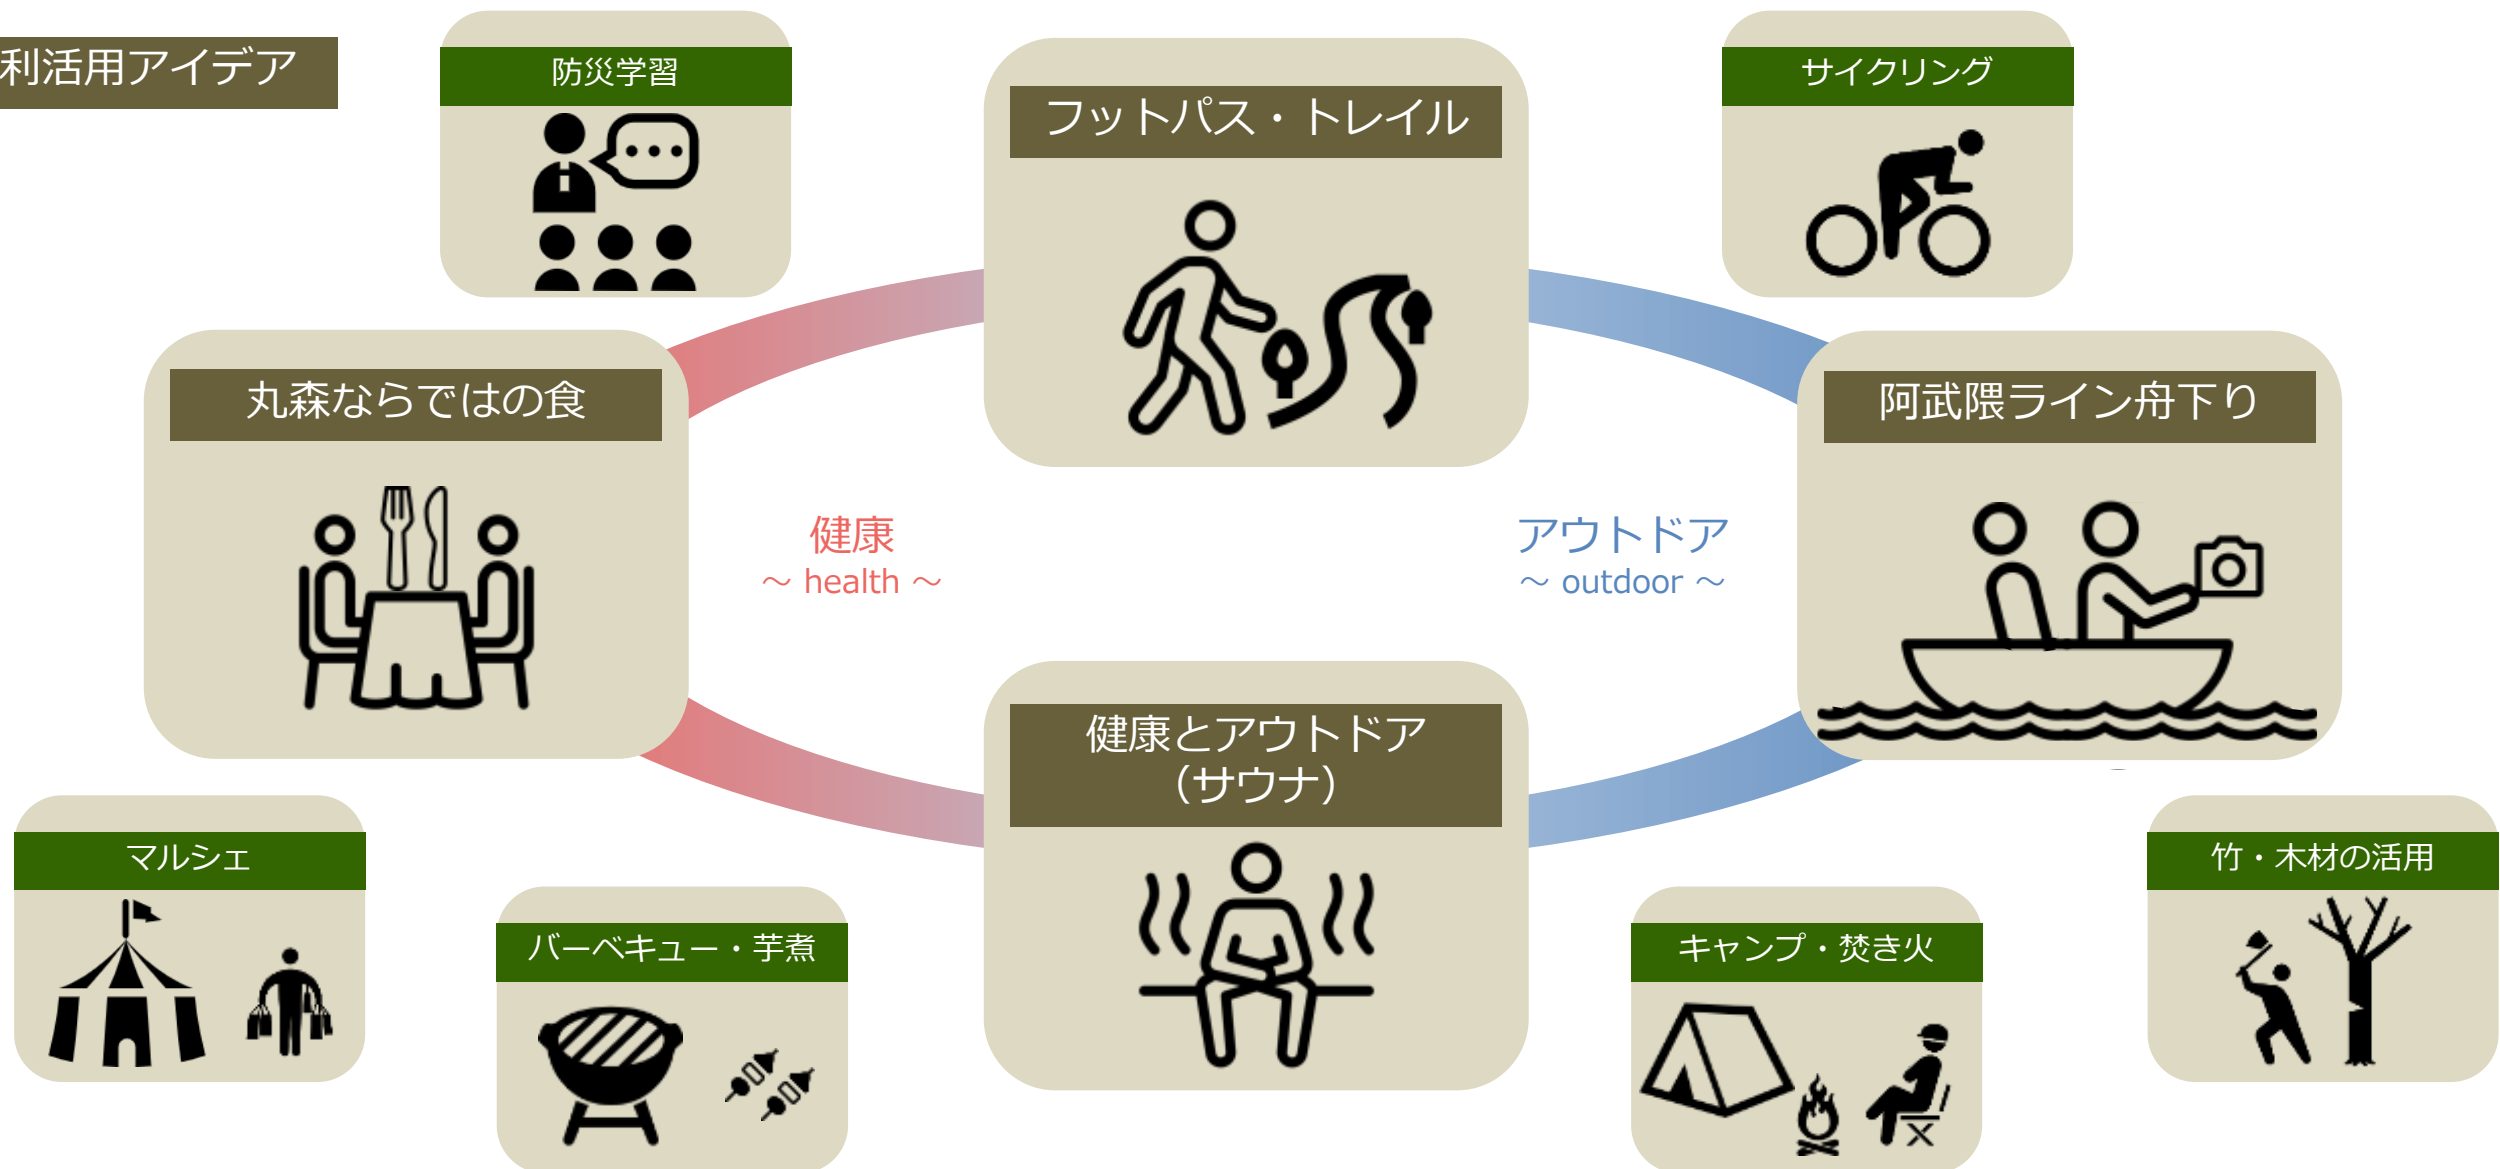 利活用アイデア
防災学習
フットパス・トレイル
サイクリング
丸森ならではの食
阿武隈ライン舟下り
健康
～ health ～
アウトドア
～ outdoor ～
健康とアウトドア
（サウナ）
マルシェ
バーベキュー・芋煮
キャンプ・焚き火
竹・木材の活用